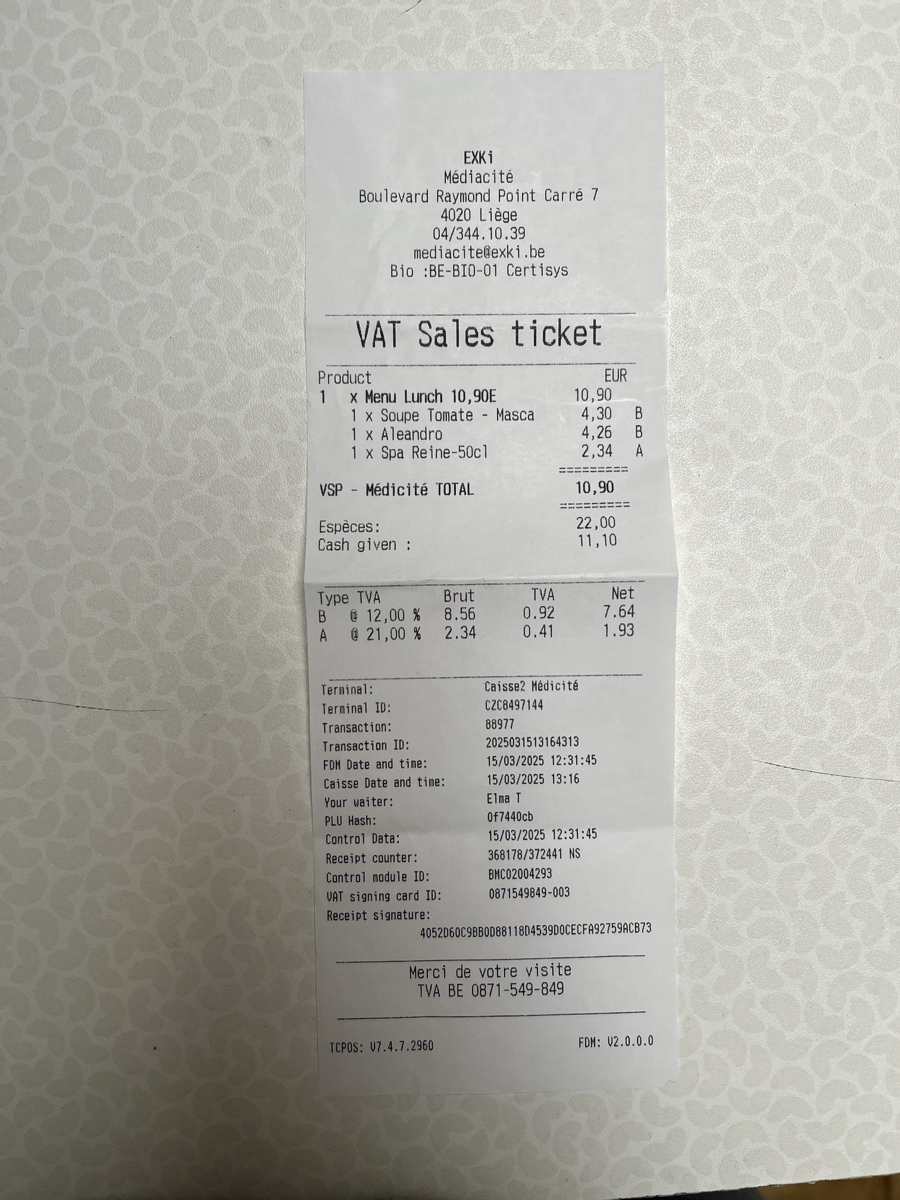 EXKi
Médiacité
Boulevard Raymond Point Carré 7
4020 Liège
04/344.10.39
mediacite@exki.be
Bio :BE-BIO-01 Certisys
VAT Sales ticket
Product EUR
1 x Menu Lunch 10,90E 10,90
1 x Soupe Tomate - Masca 4,30 B
1 x Aleandro 4,26 B
1 x Spa Reine-50cl 2,34 A
=========
VSP - Médicité TOTAL 10,90
=========
Espèces: 22,00
Cash given : 11,10
Type TVA Brut TVA Net
B @ 12,00 % 8.56 0.92 7.64
A @ 21,00 % 2.34 0.41 1.93
Terminal: Caisse2 Médicité
Terminal ID: CZC8497144
Transaction: 88977
Transaction ID: 2025031513164313
FDM Date and time: 15/03/2025 12:31:45
Caisse Date and time: 15/03/2025 13:16
Your waiter: Elma T
PLU Hash: 0f7440cb
Control Data: 15/03/2025 12:31:45
Receipt counter: 368178/372441 NS
Control module ID: BMC02004293
VAT signing card ID: 0871549849-003
Receipt signature:
4052D60C9BB0D88118D4539D0CECFA92759ACB73
Merci de votre visite
TVA BE 0871-549-849
TCPOS: V7.4.7.2960 FDM: V2.0.0.0